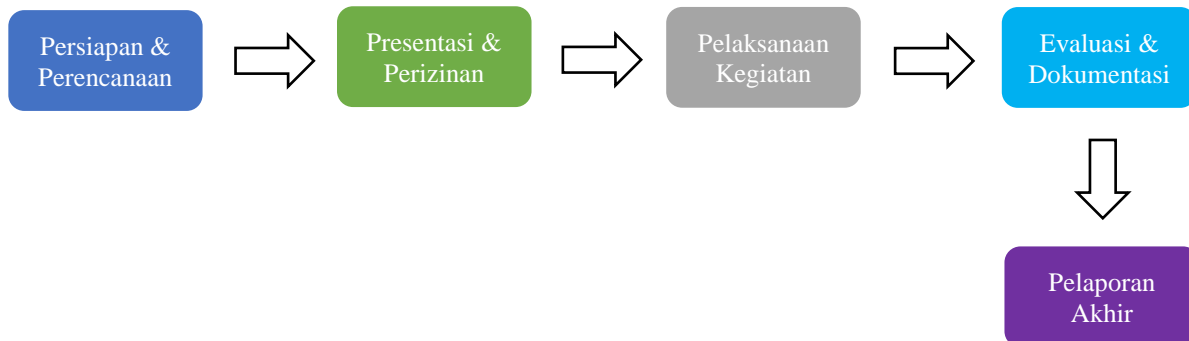 Persiapan &
Perencanaan
Presentasi &
Perizinan
Pelaksanaan
Kegiatan
Evaluasi &
Dokumentasi
Pelaporan
Akhir